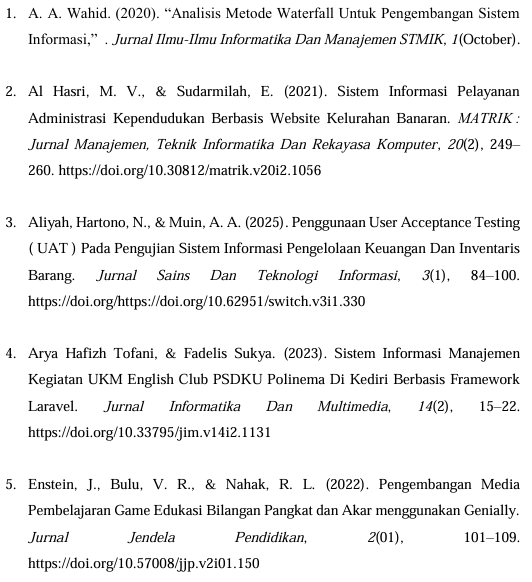 1. A. A. Wahid. (2020). “Analisis Metode Waterfall Untuk Pengembangan Sistem
Informasi,” . Jurnal Ilmu-Ilmu Informatika Dan Manajemen STMIK, 1(October).
2. Al Hasri, M. V., & Sudarmilah, E. (2021). Sistem Informasi Pelayanan
Administrasi Kependudukan Berbasis Website Kelurahan Banaran. MATRIK :
Jurnal Manajemen, Teknik Informatika Dan Rekayasa Komputer, 20(2), 249–
260. https://doi.org/10.30812/matrik.v20i2.1056
3. Aliyah, Hartono, N., & Muin, A. A. (2025). Penggunaan User Acceptance Testing
( UAT ) Pada Pengujian Sistem Informasi Pengelolaan Keuangan Dan Inventaris
Barang. Jurnal Sains Dan Teknologi Informasi, 3(1), 84–100.
https://doi.org/https://doi.org/10.62951/switch.v3i1.330
4. Arya Hafizh Tofani, & Fadelis Sukya. (2023). Sistem Informasi Manajemen
Kegiatan UKM English Club PSDKU Polinema Di Kediri Berbasis Framework
Laravel. Jurnal Informatika Dan Multimedia, 14(2), 15–22.
https://doi.org/10.33795/jim.v14i2.1131
5. Enstein, J., Bulu, V. R., & Nahak, R. L. (2022). Pengembangan Media
Pembelajaran Game Edukasi Bilangan Pangkat dan Akar menggunakan Genially.
Jurnal Jendela Pendidikan, 2(01), 101–109.
https://doi.org/10.57008/jjp.v2i01.150